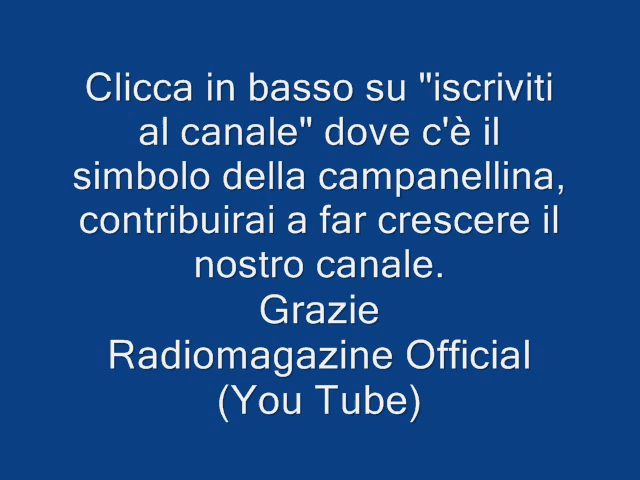 Clicca in basso su "iscriviti
al canale" dove c'è il
simbolo della campanellina,
contribuirai a far crescere il
nostro canale.
Grazie
Radiomagazine Official
(You Tube)